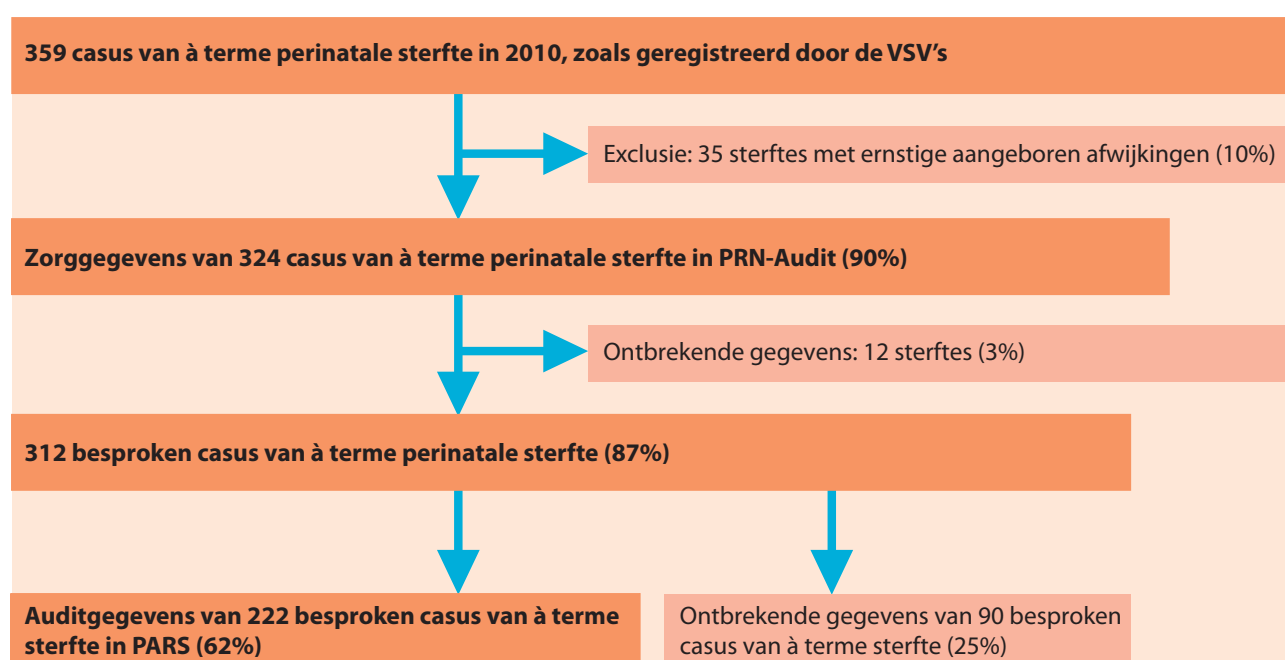 359 casus van à terme perinatale sterfte in 2010, zoals geregistreerd door de VSV's
Exclusie: 35 sterftes met ernstige aangeboren afwijkingen (10%)
Zorggegevens van 324 casus van à terme perinatale sterfte in PRN-Audit (90%)
Ontbrekende gegevens: 12 sterftes (3%)
312 besproken casus van à terme perinatale sterfte (87%)
Auditgegevens van 222 besproken casus van à terme
sterfte in PARS (62%)
Ontbrekende gegevens van 90 besproken
casus van à terme sterfte (25%)